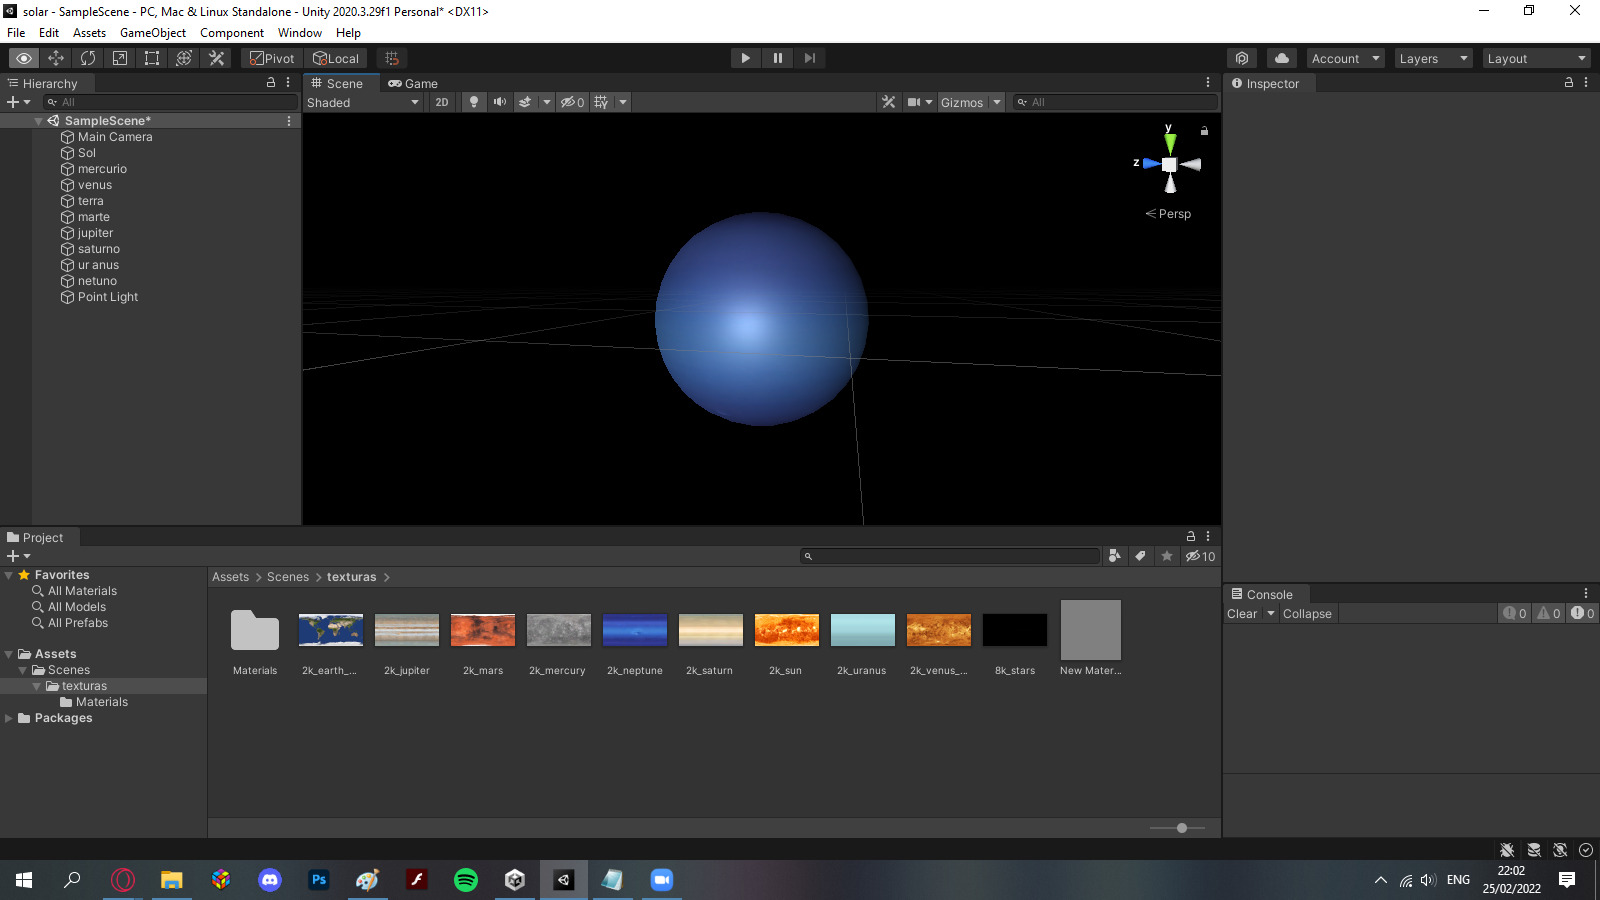 solar - SampleScene - PC, Mac & Linux Standalone - Unity 2020.3.29f1 Personal* <DX11>
File Edit Assets GameObject Component Window Help
Pivot Local Account Layers Layout
Hierarchy
All
SampleScene*
Main Camera
Sol
mercurio
venus
terra
marte
jupiter
saturno
ur anus
netuno
Point Light
Scene Game
Shaded 2D 0 Gizmos All
y
z
Persp
Inspector
Project
10
Favorites
All Materials
All Models
All Prefabs
Assets
Scenes
texturas
Materials
Packages
Assets > Scenes > texturas >
Materials 2k_earth_... 2k_jupiter 2k_mars 2k_mercury 2k_neptune 2k_saturn 2k_sun 2k_uranus 2k_venus_... 8k_stars New Mater...
Console
Clear Collapse 0 0 0
Ps
ENG
22:02
25/02/2022